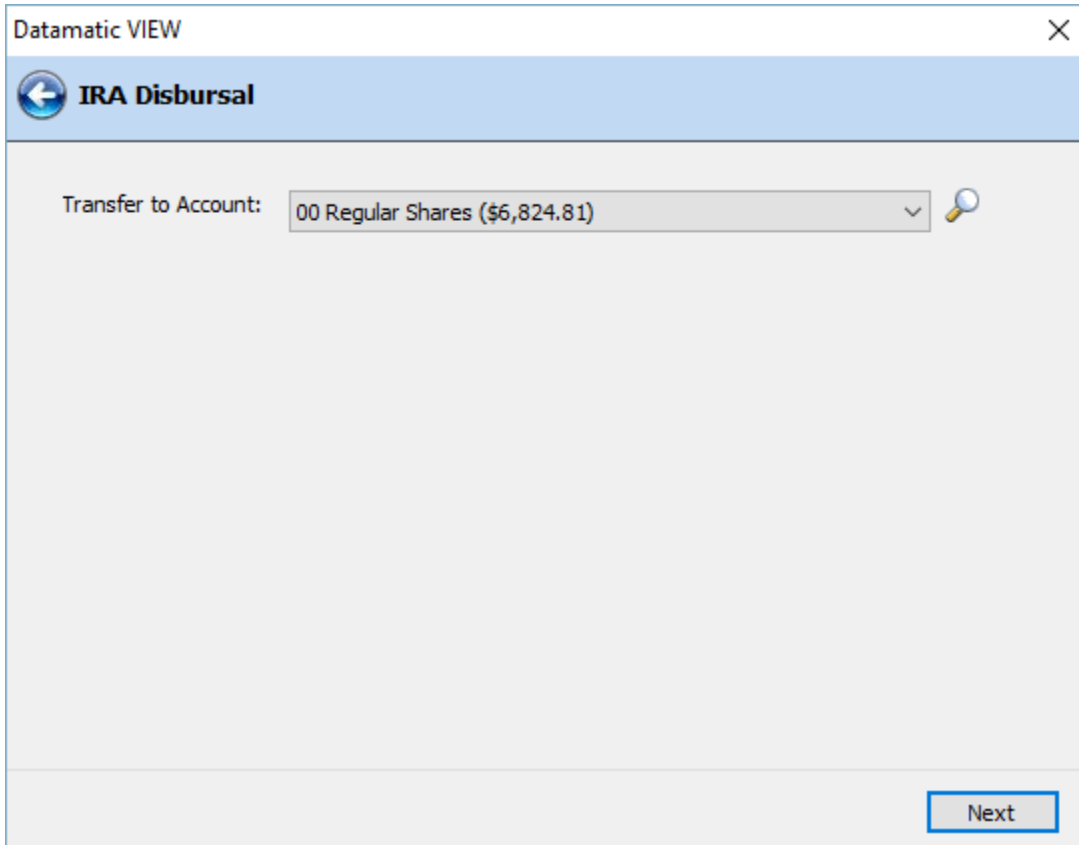 Datamatic VIEW
IRA Disbursal
Transfer to Account: 00 Regular Shares ($6,824.81)
Next